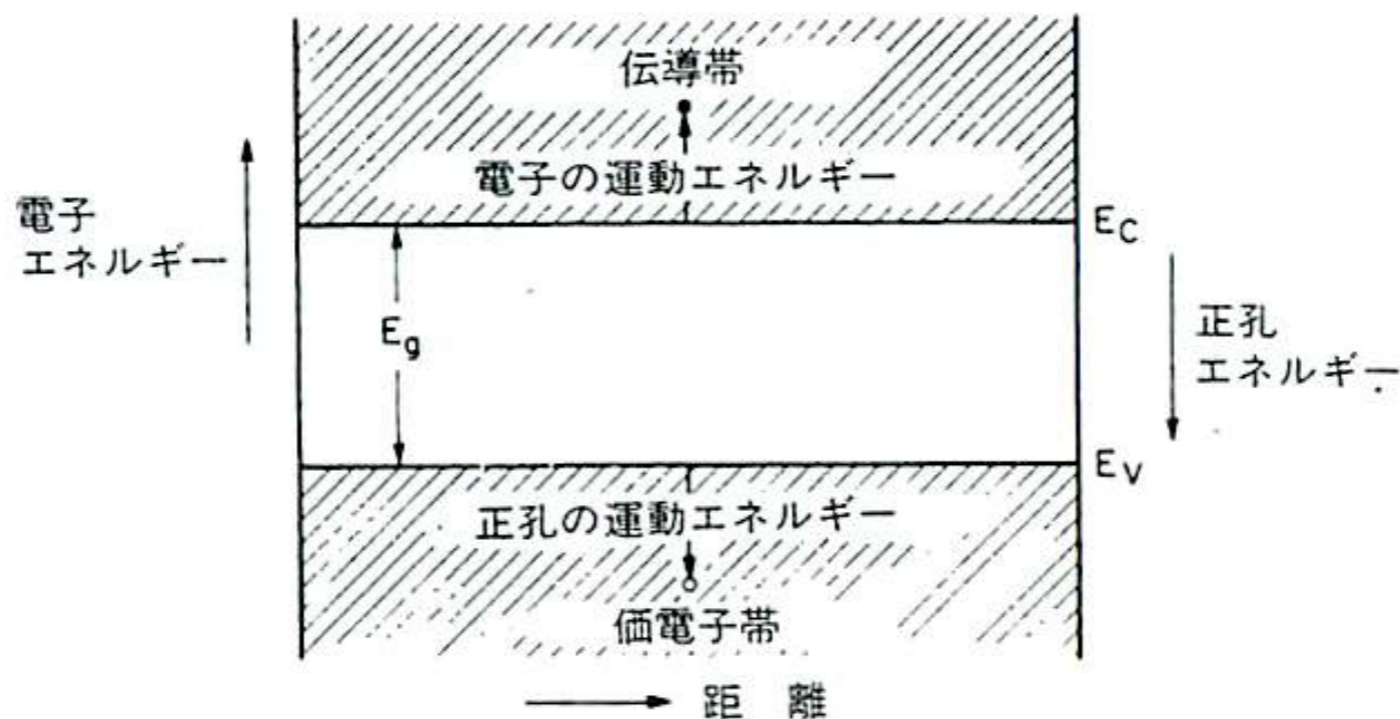 伝導帯
電子の運動エネルギー
電子
エネルギー
E_C
E_g
正孔
エネルギー
E_V
正孔の運動エネルギー
価電子帯
距 離